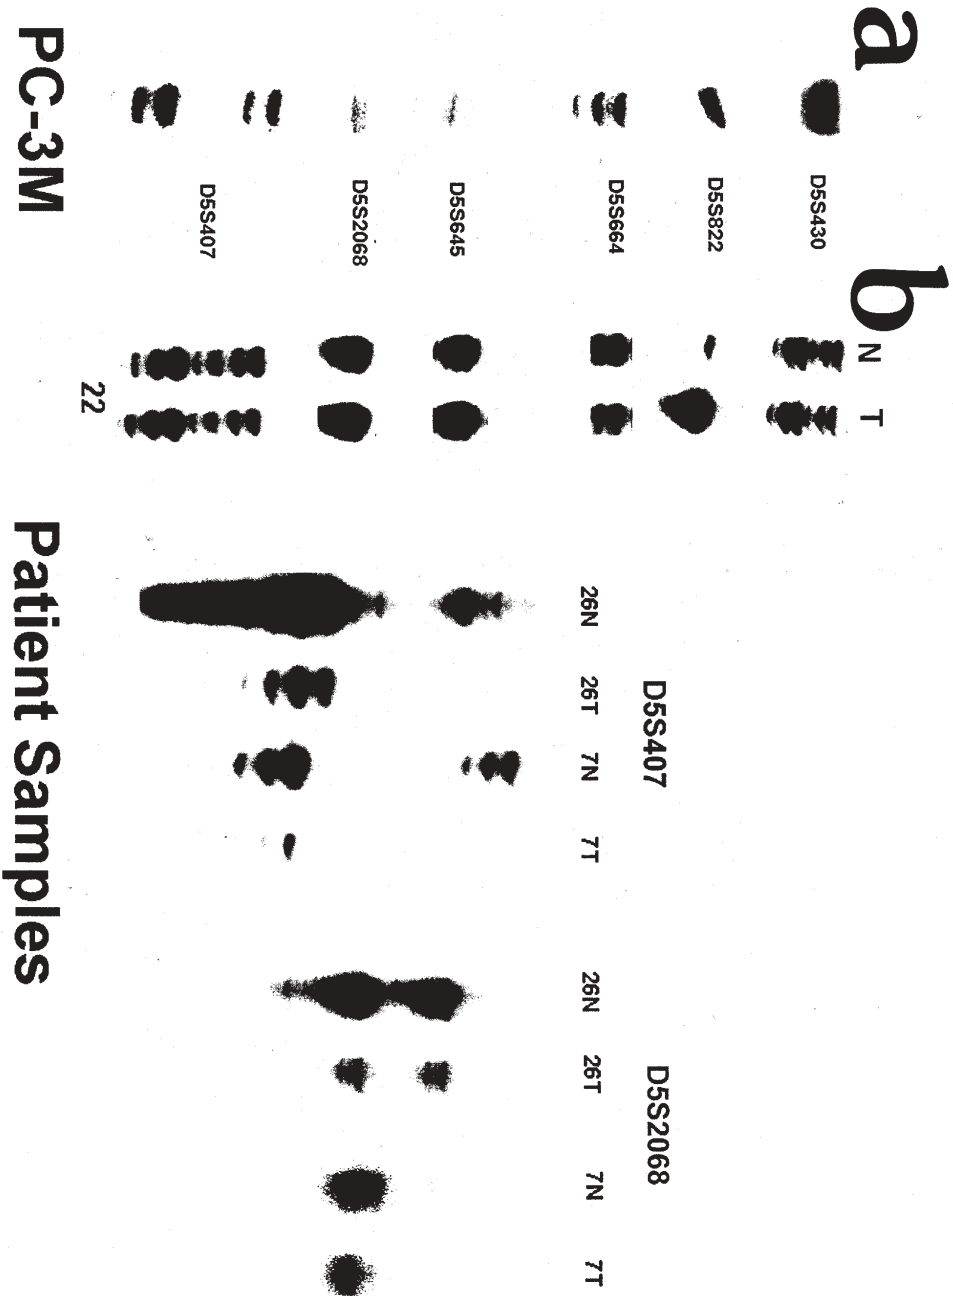 a
D5S430
D5S822
D5S664
D5S645
D5S2068
D5S407
PC-3M
b
N T
22
D5S407
26N 26T 7N 7T
D5S2068
26N 26T 7N 7T
Patient Samples